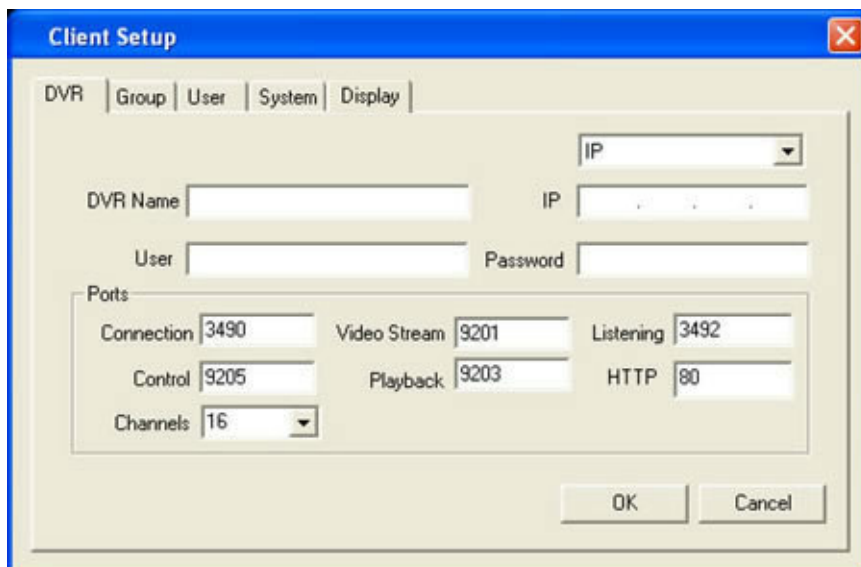 Client Setup
DVR Group User System Display
IP
DVR Name IP . . .
User Password
Ports
Connection 3490 Video Stream 9201 Listening 3492
Control 9205 Playback 9203 HTTP 80
Channels 16
OK Cancel